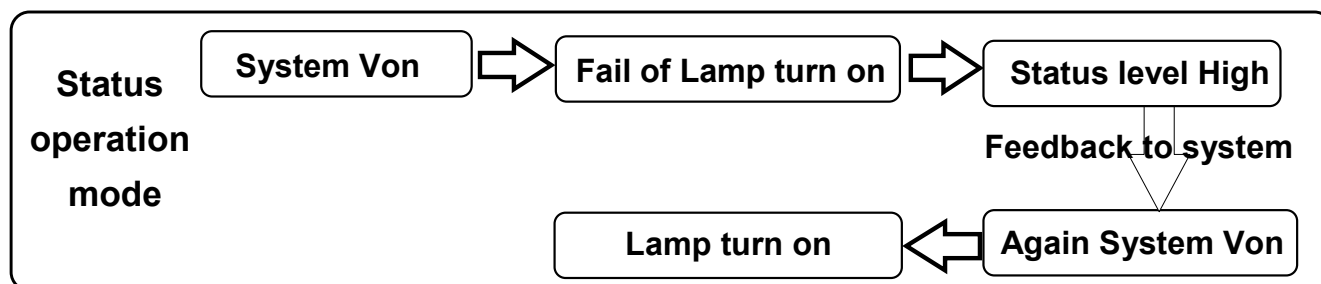 Status
operation
mode
System Von
Fail of Lamp turn on
Status level High
Feedback to system
Again System Von
Lamp turn on